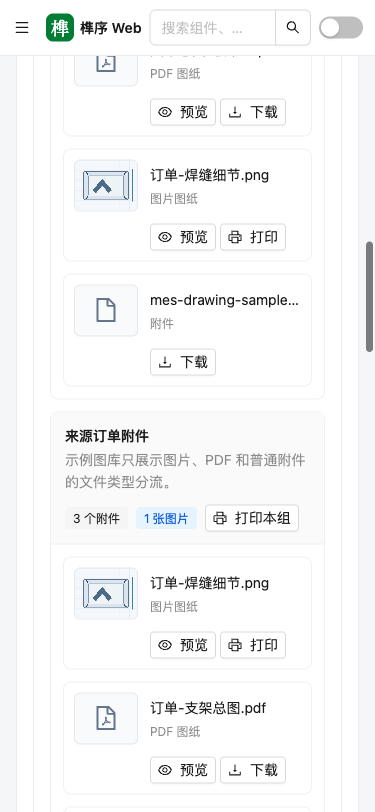 榫
榫序 Web
搜索组件、...
PDF 图纸
预览
下载
订单-焊缝细节.png
图片图纸
预览
打印
mes-drawing-sample...
附件
下载
来源订单附件
示例图库只展示图片、PDF 和普通附件
的文件类型分流。
3 个附件
1 张图片
打印本组
订单-焊缝细节.png
图片图纸
预览
打印
订单-支架总图.pdf
PDF 图纸
预览
下载